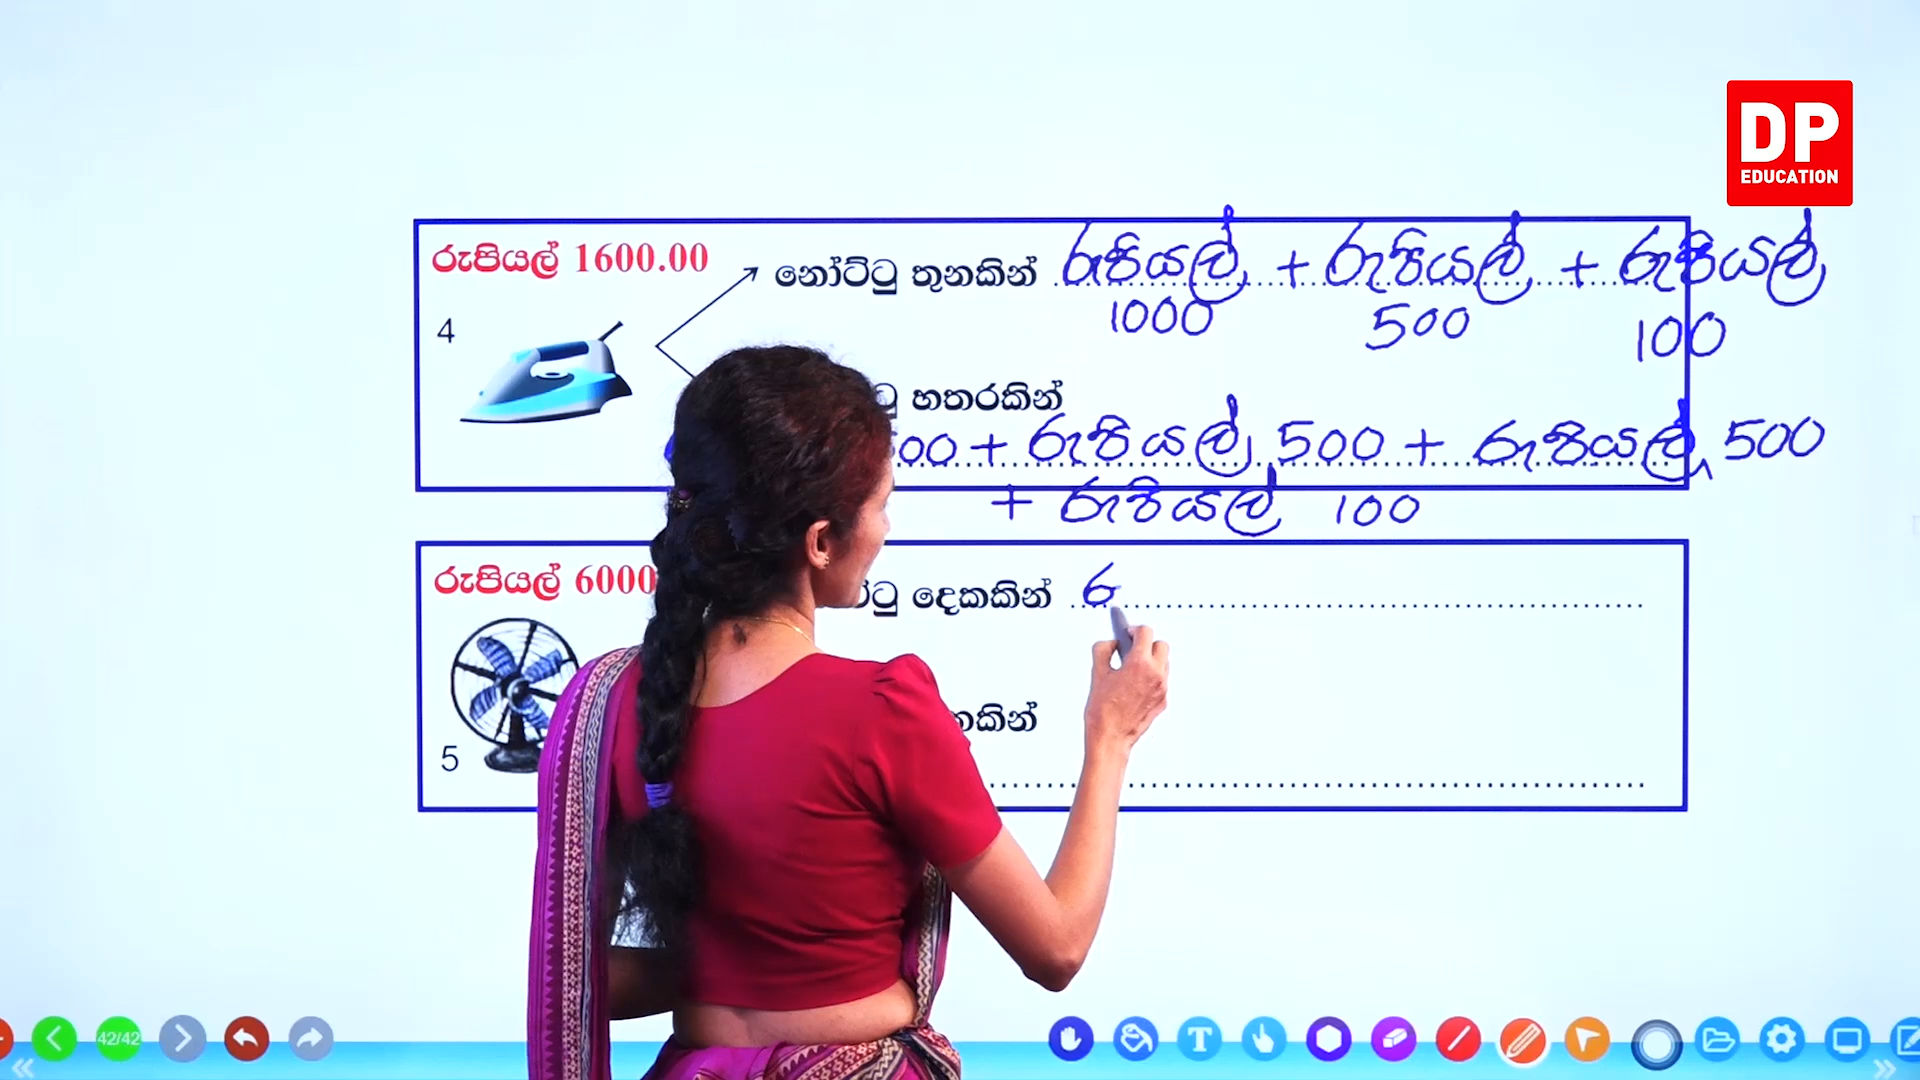 DP
EDUCATION
රුපියල් 1600.00
නෝට්ටු තුනකින් රුපියල් + රුපියල් + රුපියල්
1000 500 100
4
හතරකින්
00 + රුපියල් 500 + රුපියල් 500
+ රුපියල් 100
රුපියල් 6000
දෙකකින් ර
5
42/42
T